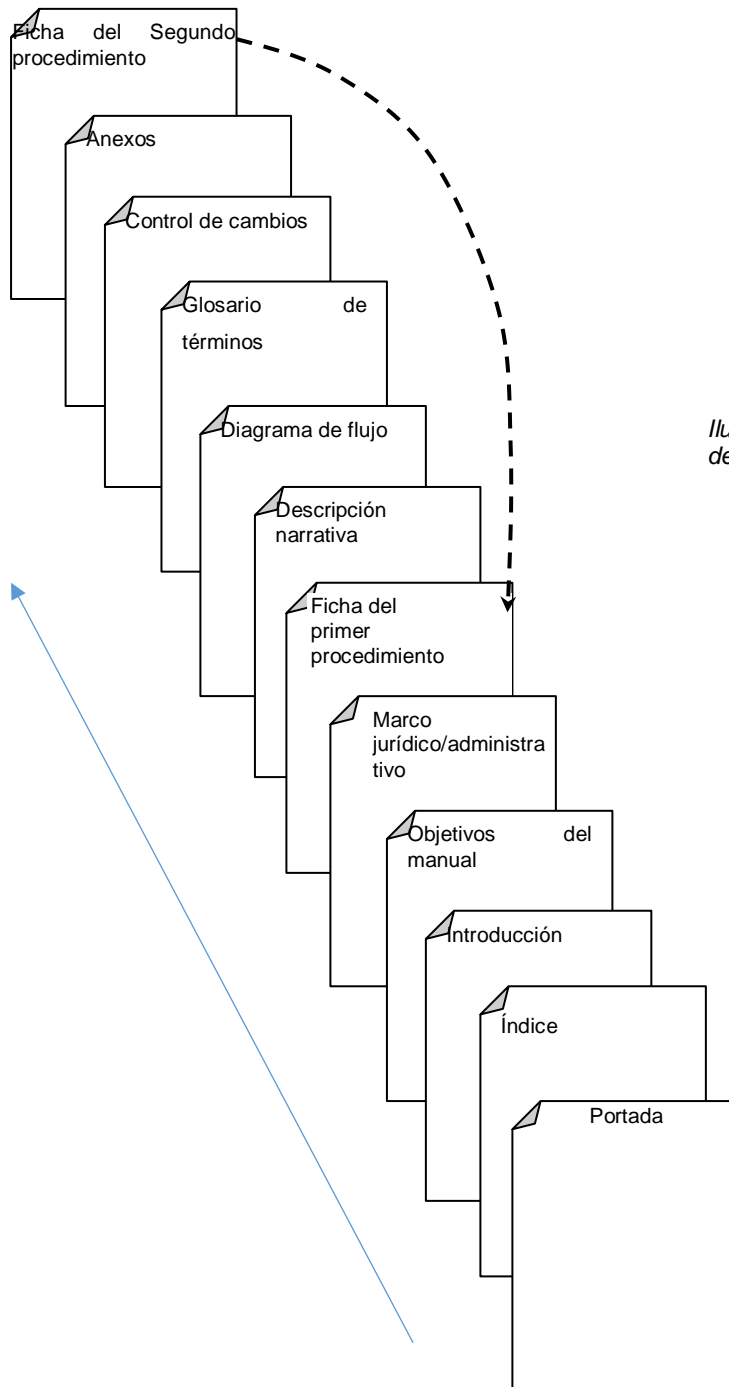 Ficha del Segundo
procedimiento
Anexos
Control de cambios
Glosario de
términos
Diagrama de flujo
Descripción
narrativa
Ficha del
primer
procedimiento
Marco
jurídico/administra
tivo
Objetivos del
manual
Introducción
Índice
Portada